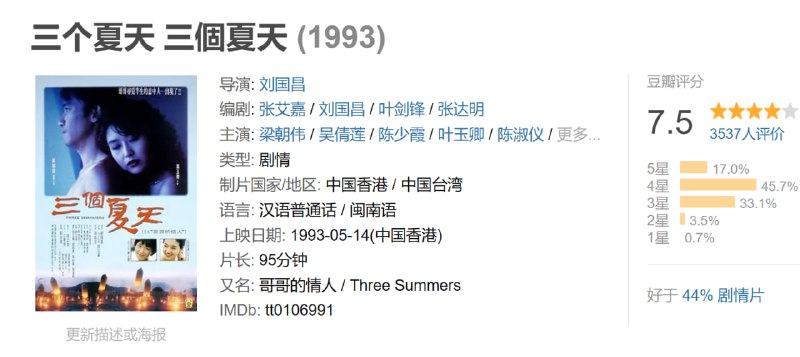 三个夏天 三個夏天 (1993)
三個夏天
导演: 刘国昌
编剧: 张艾嘉 / 刘国昌 / 叶剑锋 / 张达明
主演: 梁朝伟 / 吴倩莲 / 陈少霞 / 叶玉卿 / 陈淑仪 / 更多...
类型: 剧情
制片国家/地区: 中国香港 / 中国台湾
语言: 汉语普通话 / 闽南语
上映日期: 1993-05-14(中国香港)
片长: 95分钟
又名: 哥哥的情人 / Three Summers
IMDb: tt0106991
更新描述或海报
豆瓣评分
7.5
3537人评价
5星 17.0%
4星 45.7%
3星 33.1%
2星 3.5%
1星 0.7%
好于 44% 剧情片